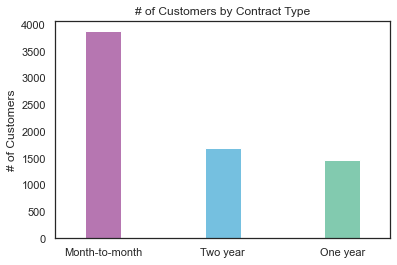 # of Customers by Contract Type
# of Customers
4000
3500
3000
2500
2000
1500
1000
500
0
Month-to-month
Two year
One year